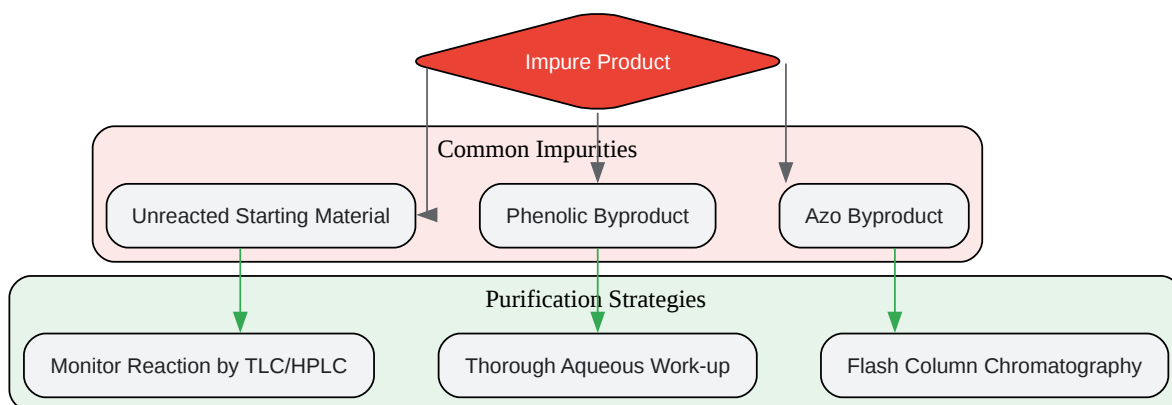 Impure Product
Common Impurities
Unreacted Starting Material
Phenolic Byproduct
Azo Byproduct
Purification Strategies
Monitor Reaction by TLC/HPLC
Thorough Aqueous Work-up
Flash Column Chromatography